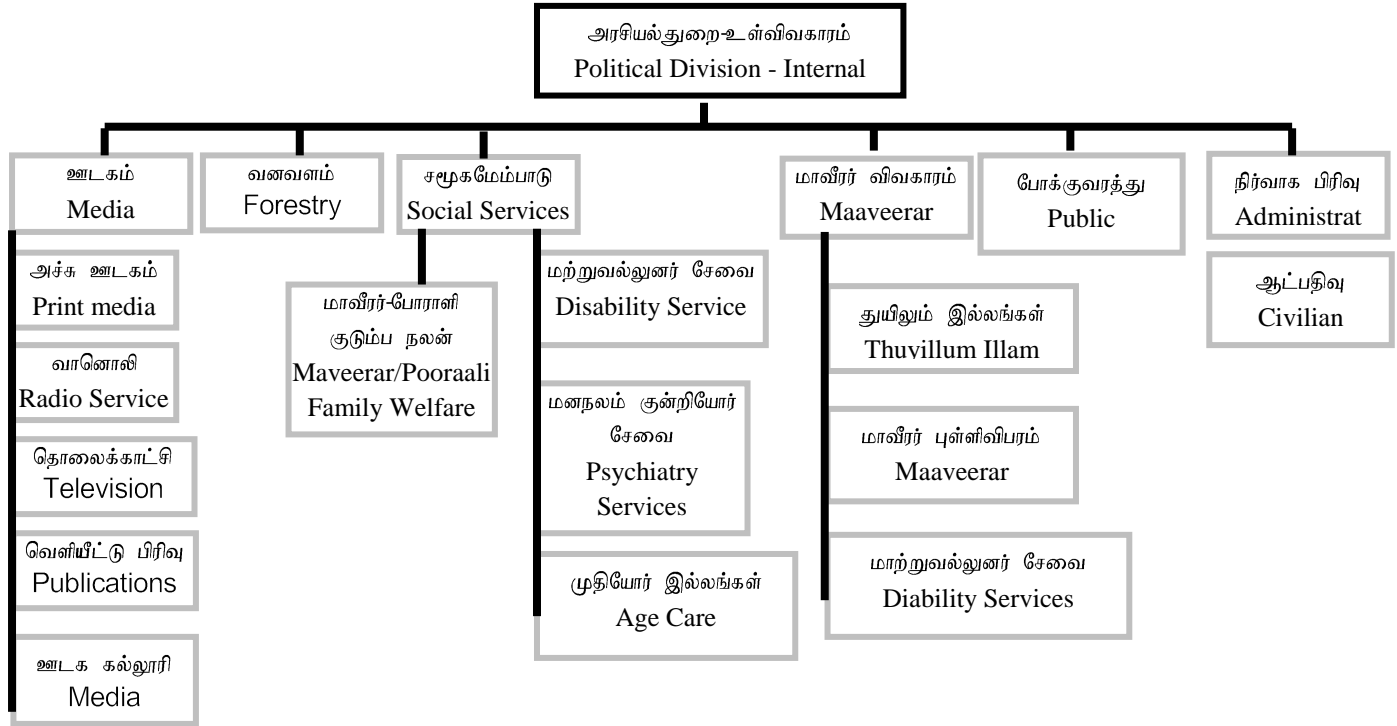 அரசியல்துறை-உள்விவகாரம்
Political Division - Internal
ஊடகம்
Media
வனவளம்
Forestry
சமூகமேம்பாடு
Social Services
மாவீரர் விவகாரம்
Maaveerar
போக்குவரத்து
Public
நிர்வாக பிரிவு
Administrat
அச்சு ஊடகம்
Print media
வானொலி
Radio Service
தொலைக்காட்சி
Television
வெளியீட்டு பிரிவு
Publications
ஊடக கல்லூரி
Media
மாவீரர்-போராளி
குடும்ப நலன்
Maveerar/Pooraali
Family Welfare
மற்றுவல்லுனர் சேவை
Disability Service
மனநலம் குன்றியோர்
சேவை
Psychiatry
Services
முதியோர் இல்லங்கள்
Age Care
துயிலும் இல்லங்கள்
Thuvillum Illam
மாவீரர் புள்ளிவிபரம்
Maaveerar
மாற்றுவல்லுனர் சேவை
Diability Services
ஆட்பதிவு
Civilian